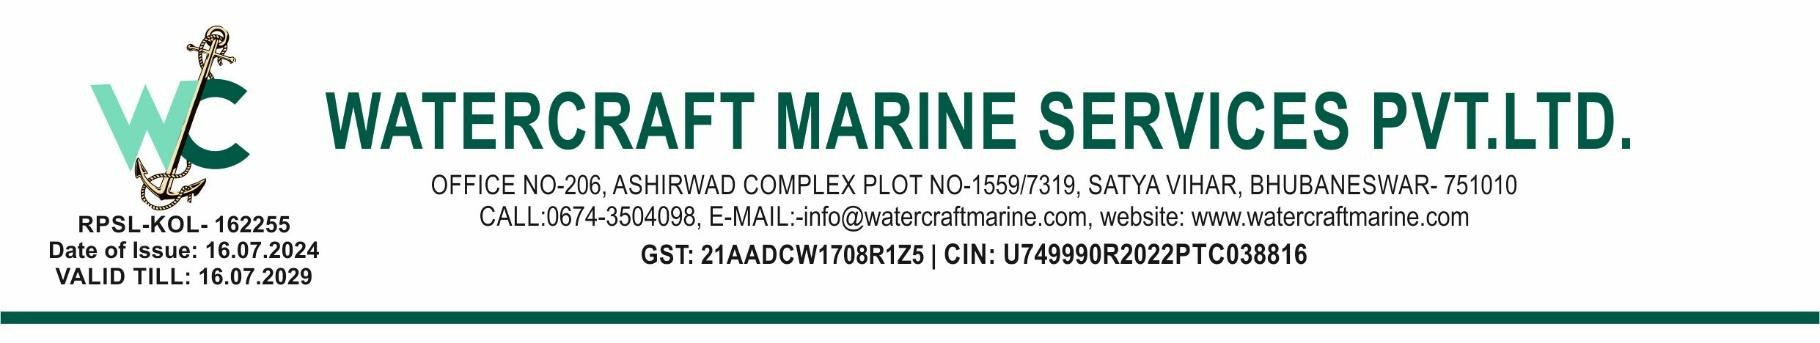 WC
WATERCRAFT MARINE SERVICES PVT.LTD.
OFFICE NO-206, ASHIRWAD COMPLEX PLOT NO-1559/7319, SATYA VIHAR, BHUBANESWAR- 751010
CALL:0674-3504098, E-MAIL:-info@watercraftmarine.com, website: www.watercraftmarine.com
GST: 21AADCW1708R1Z5 | CIN: U749990R2022PTC038816
RPSL-KOL- 162255
Date of Issue: 16.07.2024
VALID TILL: 16.07.2029